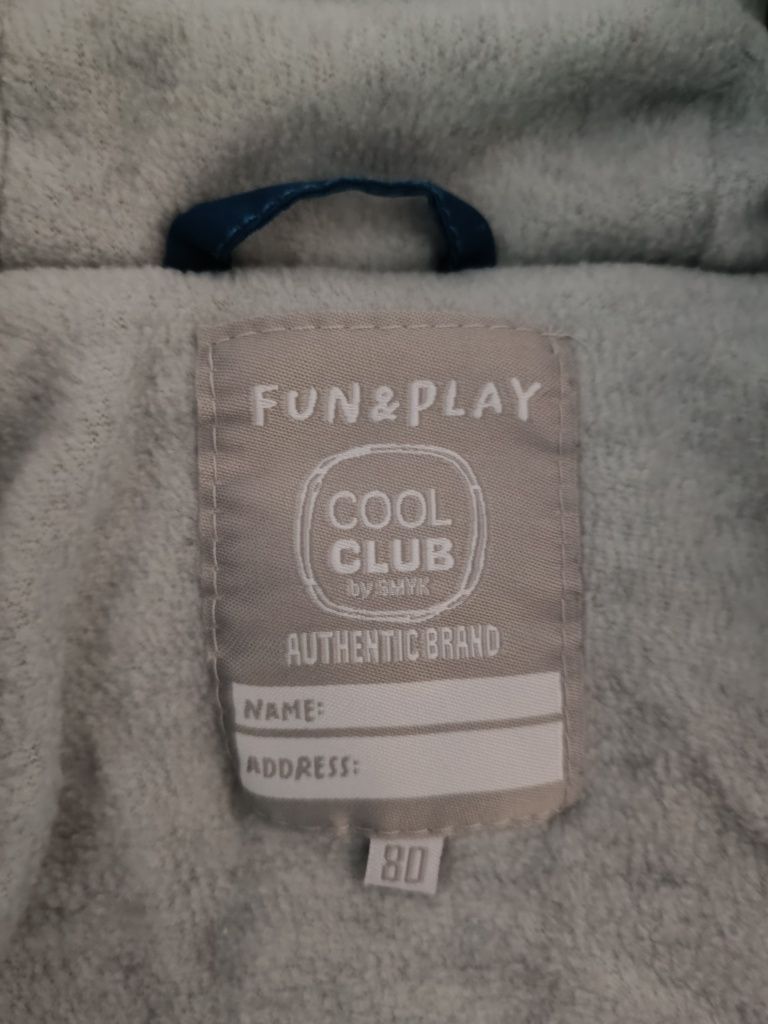 FUN&PLAY
COOL
CLUB
by SMYK
AUTHENTIC BRAND
NAME:
ADDRESS:
80